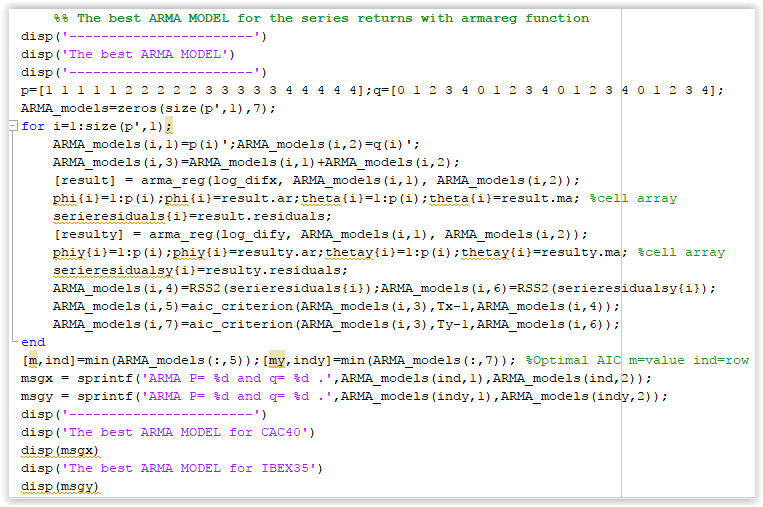 %% The best ARMA MODEL for the series returns with armareg function
disp('-----------------------')
disp('The best ARMA MODEL')
disp('-----------------------')
p=[1 1 1 1 1 2 2 2 2 2 3 3 3 3 3 4 4 4 4 4];q=[0 1 2 3 4 0 1 2 3 4 0 1 2 3 4 0 1 2 3 4];
ARMA_models=zeros(size(p',1),7);
for i=1:size(p',1);
ARMA_models(i,1)=p(i)';ARMA_models(i,2)=q(i)';
ARMA_models(i,3)=ARMA_models(i,1)+ARMA_models(i,2);
[result] = arma_reg(log_difx, ARMA_models(i,1), ARMA_models(i,2));
phi{i}=1:p(i);phi{i}=result.ar;theta{i}=1:p(i);theta{i}=result.ma; %cell array
serieresiduals{i}=result.residuals;
[resulty] = arma_reg(log_dify, ARMA_models(i,1), ARMA_models(i,2));
phiy{i}=1:p(i);phiy{i}=resulty.ar;thetay{i}=1:p(i);thetay{i}=resulty.ma; %cell array
serieresidualsy{i}=resulty.residuals;
ARMA_models(i,4)=RSS2(serieresiduals{i});ARMA_models(i,6)=RSS2(serieresidualsy{i});
ARMA_models(i,5)=aic_criterion(ARMA_models(i,3),Tx-1,ARMA_models(i,4));
ARMA_models(i,7)=aic_criterion(ARMA_models(i,3),Ty-1,ARMA_models(i,6));
end
[m,ind]=min(ARMA_models(:,5));[my,indy]=min(ARMA_models(:,7)); %Optimal AIC m=value ind=row
msgx = sprintf('ARMA P= %d and q= %d .',ARMA_models(ind,1),ARMA_models(ind,2));
msgy = sprintf('ARMA P= %d and q= %d .',ARMA_models(indy,1),ARMA_models(indy,2));
disp('-----------------------')
disp('The best ARMA MODEL for CAC40')
disp(msgx)
disp('The best ARMA MODEL for IBEX35')
disp(msgy)